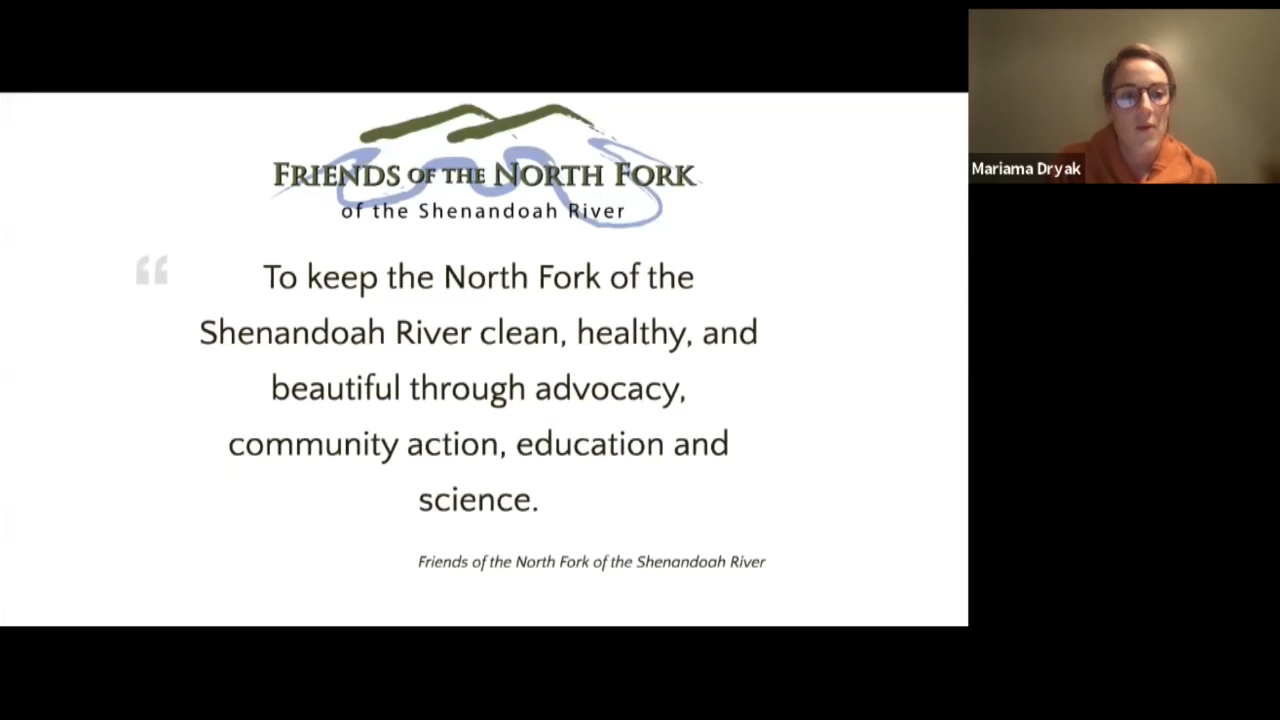 FRIENDS OF THE NORTH FORK
of the Shenandoah River
“
To keep the North Fork of the
Shenandoah River clean, healthy, and
beautiful through advocacy,
community action, education and
science.
Friends of the North Fork of the Shenandoah River
Mariama Dryak